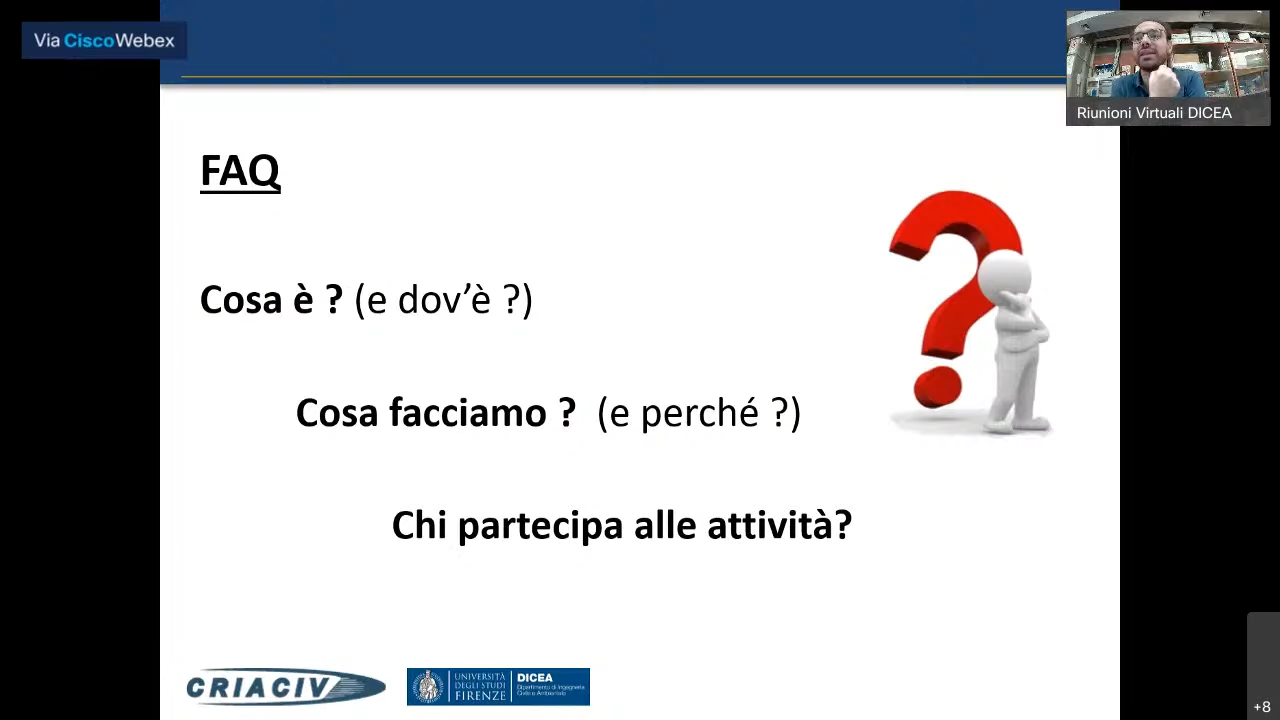 Via CiscoWebex
Riunioni Virtuali DICEA
FAQ
Cosa è ? (e dov’è ?)
Cosa facciamo ? (e perché ?)
Chi partecipa alle attività?
CRIACIV
UNIVERSITÀ
DEGLI STUDI
FIRENZE
DICEA
Dipartimento di Ingegneria
Civile e Ambientale
+8